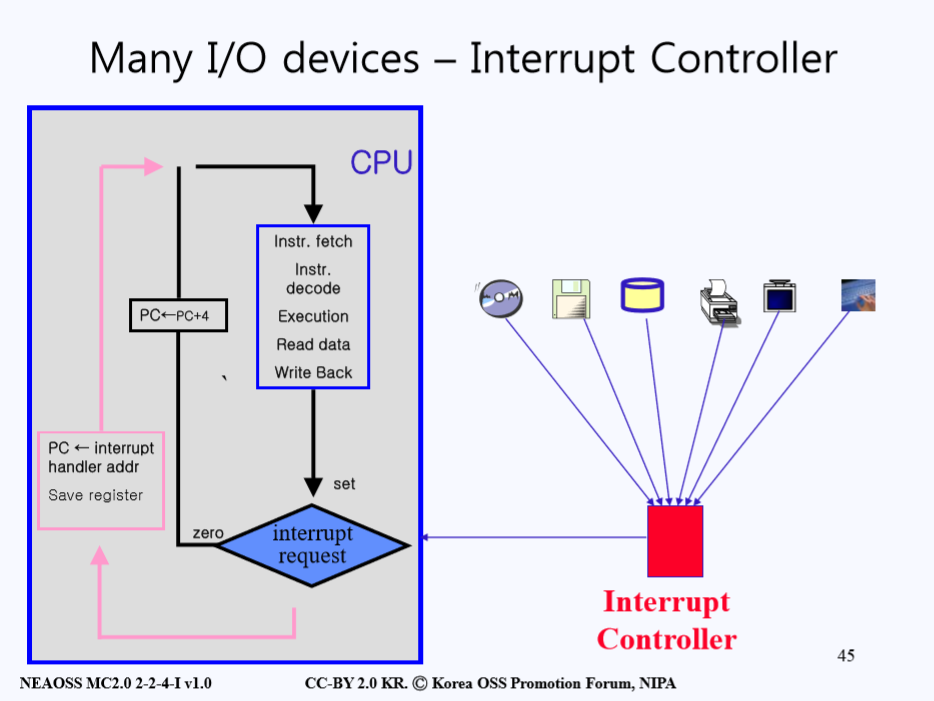 Many I/O devices – Interrupt Controller
CPU
Instr. fetch
Instr.
decode
Execution
Read data
Write Back
PC←PC+4
`
PC ← interrupt
handler addr
Save register
set
zero
interrupt
request
Interrupt
Controller
45
NEAOSS MC2.0 2-2-4-I v1.0
CC-BY 2.0 KR. Ⓒ Korea OSS Promotion Forum, NIPA